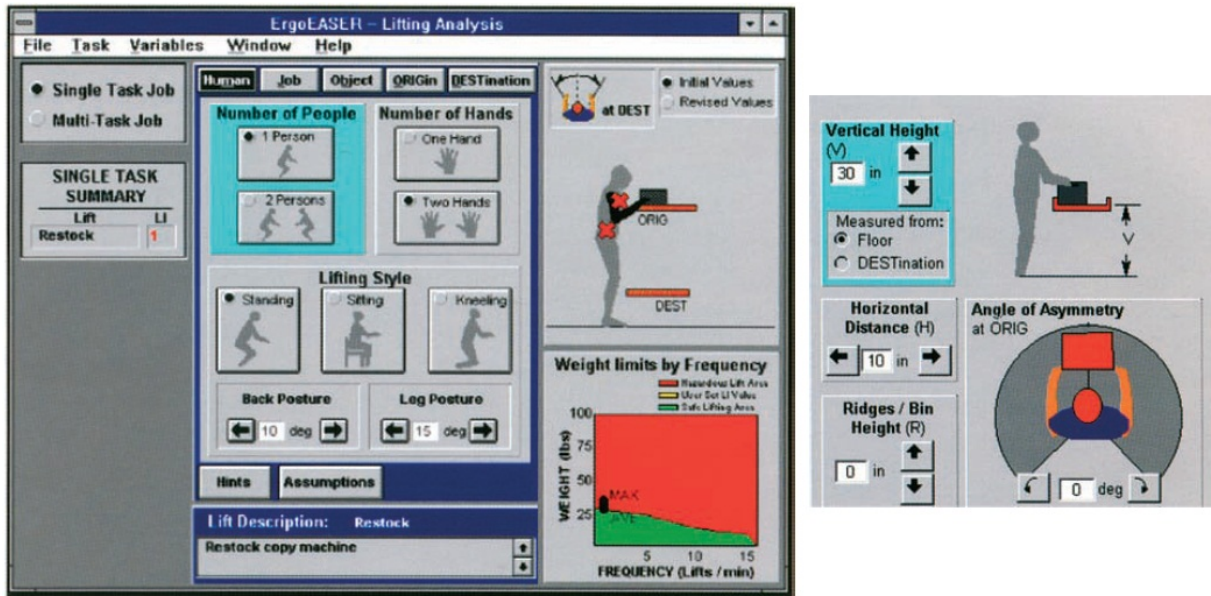 ErgoEASER – Lifting Analysis
File Task Variables Window Help
Single Task Job
Multi-Task Job
SINGLE TASK
SUMMARY
Lift LI
Restock 1
Human Job Object ORIGin DESTination
Number of People
1 Person
2 Persons
Number of Hands
One Hand
Two Hands
Lifting Style
Standing Sitting Kneeling
Back Posture
10 deg
Leg Posture
15 deg
Hints Assumptions
Lift Description: Restock
Restock copy machine
at DEST
Initial Values
Revised Values
ORIG
DEST
Weight limits by Frequency
Hazardous Lift Area
User Set LI Value
Safe Lifting Area
WEIGHT (lbs)
100
75
50
25
MAX
AVE
5 10 15
FREQUENCY (Lifts / min)
Vertical Height
(V)
30 in
Measured from:
Floor
DESTination
V
Horizontal
Distance (H)
10 in
Ridges / Bin
Height (R)
0 in
Angle of Asymmetry
at ORIG
0 deg